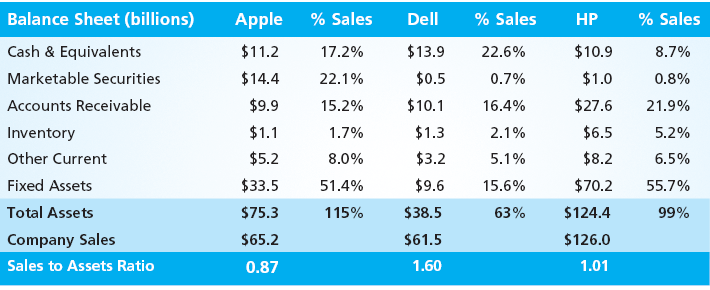 Balance Sheet (billions) Apple % Sales Dell % Sales HP % Sales
Cash & Equivalents $11.2 17.2% $13.9 22.6% $10.9 8.7%
Marketable Securities $14.4 22.1% $0.5 0.7% $1.0 0.8%
Accounts Receivable $9.9 15.2% $10.1 16.4% $27.6 21.9%
Inventory $1.1 1.7% $1.3 2.1% $6.5 5.2%
Other Current $5.2 8.0% $3.2 5.1% $8.2 6.5%
Fixed Assets $33.5 51.4% $9.6 15.6% $70.2 55.7%
Total Assets $75.3 115% $38.5 63% $124.4 99%
Company Sales $65.2 $61.5 $126.0
Sales to Assets Ratio 0.87 1.60 1.01